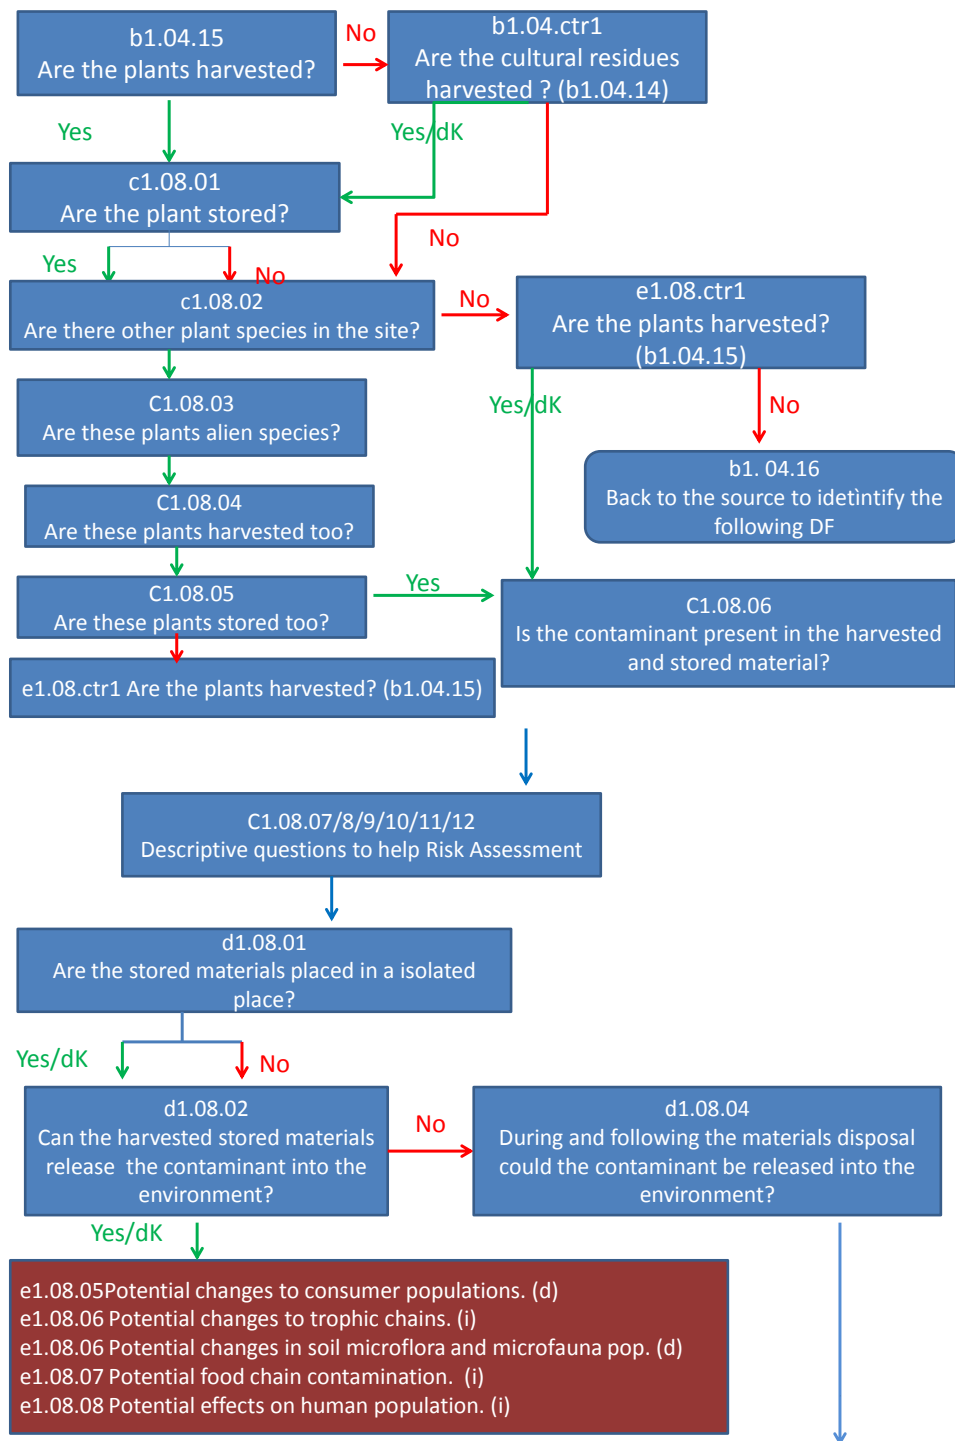 b1.04.15
Are the plants harvested?
No
b1.04.ctr1
Are the cultural residues
harvested ? (b1.04.14)
Yes
Yes/dK
c1.08.01
Are the plant stored?
No
Yes
No
c1.08.02
Are there other plant species in the site?
No
e1.08.ctr1
Are the plants harvested?
(b1.04.15)
C1.08.03
Are these plants alien species?
Yes/dK
No
b1. 04.16
Back to the source to idetìntify the
following DF
C1.08.04
Are these plants harvested too?
C1.08.05
Are these plants stored too?
Yes
C1.08.06
Is the contaminant present in the harvested
and stored material?
e1.08.ctr1 Are the plants harvested? (b1.04.15)
C1.08.07/8/9/10/11/12
Descriptive questions to help Risk Assessment
d1.08.01
Are the stored materials placed in a isolated
place?
Yes/dK
No
d1.08.02
Can the harvested stored materials
release  the contaminant into the
environment?
No
d1.08.04
During and following the materials disposal
could the contaminant be released into the
environment?
Yes/dK
e1.08.05Potential changes to consumer populations. (d)
e1.08.06 Potential changes to trophic chains. (i)
e1.08.06 Potential changes in soil microflora and microfauna pop. (d)
e1.08.07 Potential food chain contamination.  (i)
e1.08.08 Potential effects on human population. (i)